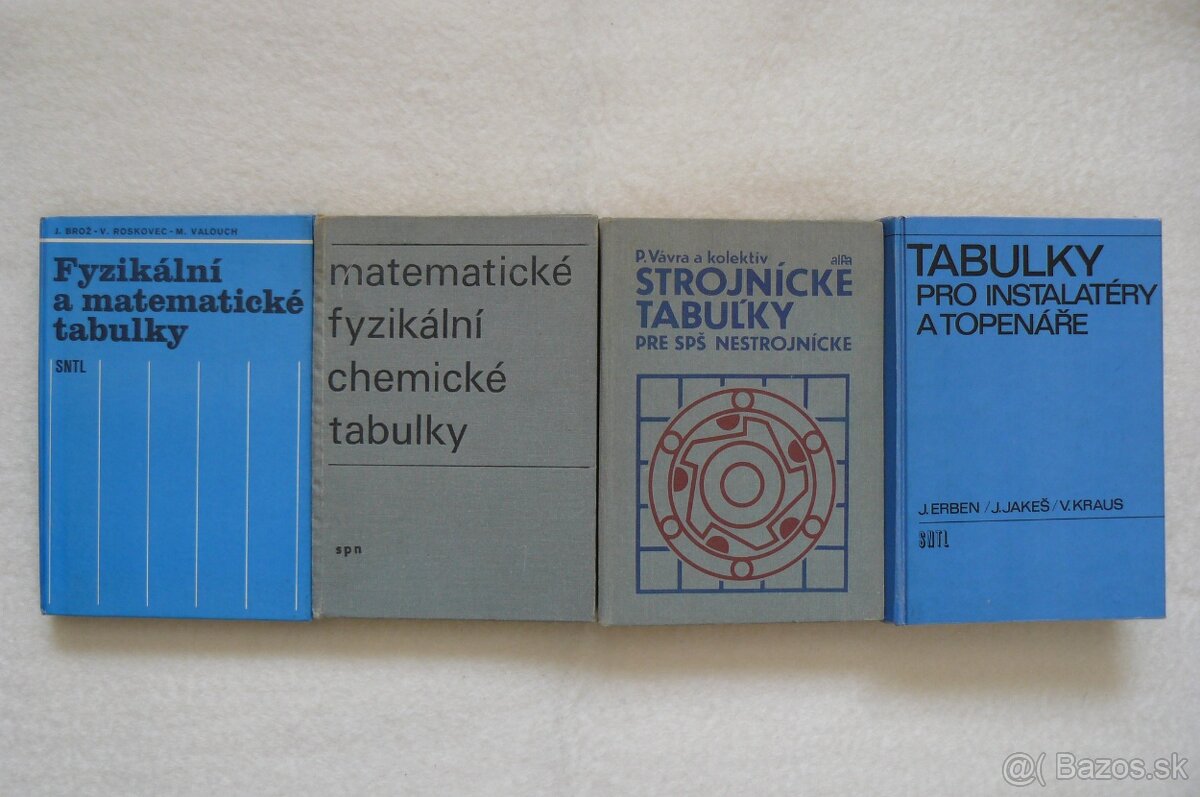 J. BROŽ - V. ROSKOVEC - M. VALOUCH
Fyzikální
a matematické
tabulky
SNTL
matematické
fyzikální
chemické
tabulky
spn
P. Vávra a kolektív
alfa
STROJNÍCKE
TABUĽKY
PRE SPŠ NESTROJNÍCKE
TABULKY
PRO INSTALATÉRY
A TOPENÁŘE
J. ERBEN / J. JAKEŠ / V. KRAUS
SNTL
@( Bazos.sk